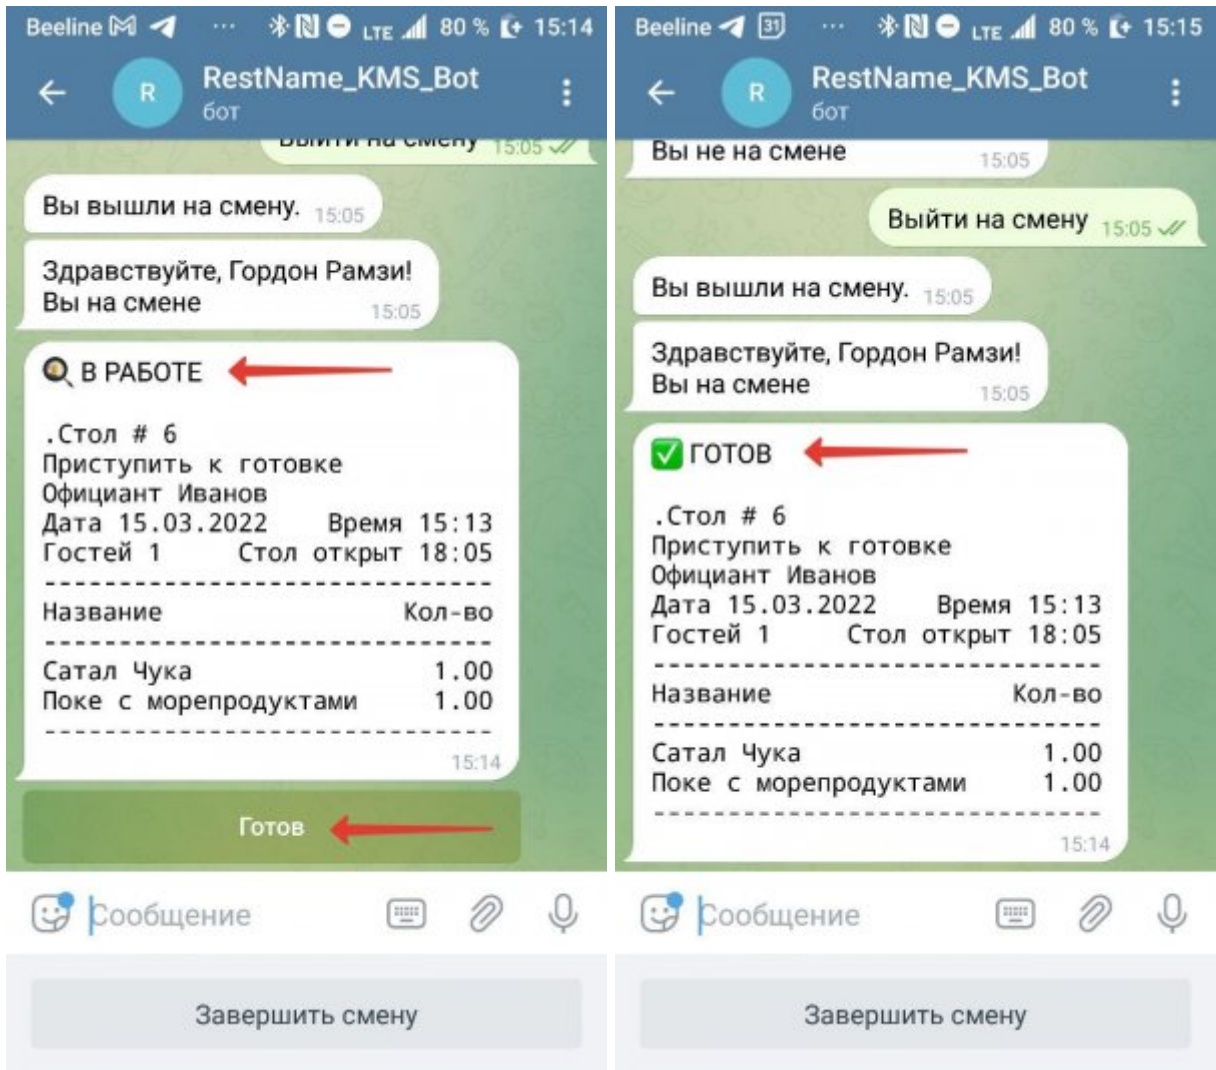 Beeline ... LTE 80 % 15:14
RestName_KMS_Bot
R
бот
Выйти на смену 15:05
Вы вышли на смену. 15:05
Здравствуйте, Гордон Рамзи!
Вы на смене 15:05
В РАБОТЕ
.Стол # 6
Приступить к готовке
Официант Иванов
Дата 15.03.2022 Время 15:13
Гостей 1 Стол открыт 18:05
------------------------------
Название Кол-во
------------------------------
Сатал Чука 1.00
Поке с морепродуктами 1.00
------------------------------
15:14
Готов
Сообщение
Завершить смену
Beeline 31 ... LTE 80 % 15:15
RestName_KMS_Bot
R
бот
Вы не на смене 15:05
Выйти на смену 15:05
Вы вышли на смену. 15:05
Здравствуйте, Гордон Рамзи!
Вы на смене 15:05
ГОТОВ
.Стол # 6
Приступить к готовке
Официант Иванов
Дата 15.03.2022 Время 15:13
Гостей 1 Стол открыт 18:05
------------------------------
Название Кол-во
------------------------------
Сатал Чука 1.00
Поке с морепродуктами 1.00
------------------------------
15:14
Сообщение
Завершить смену